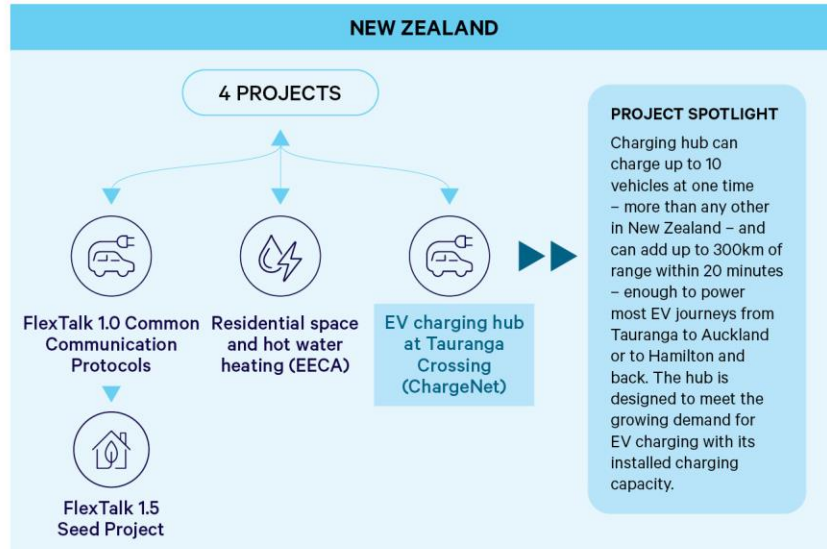 NEW ZEALAND
4 PROJECTS
FlexTalk 1.0 Common
Communication
Protocols
FlexTalk 1.5
Seed Project
Residential space
and hot water
heating (EECA)
EV charging hub
at Tauranga
Crossing
(ChargeNet)
PROJECT SPOTLIGHT
Charging hub can
charge up to 10
vehicles at one time
– more than any other
in New Zealand – and
can add up to 300km of
range within 20 minutes
– enough to power
most EV journeys from
Tauranga to Auckland
or to Hamilton and
back. The hub is
designed to meet the
growing demand for
EV charging with its
installed charging
capacity.